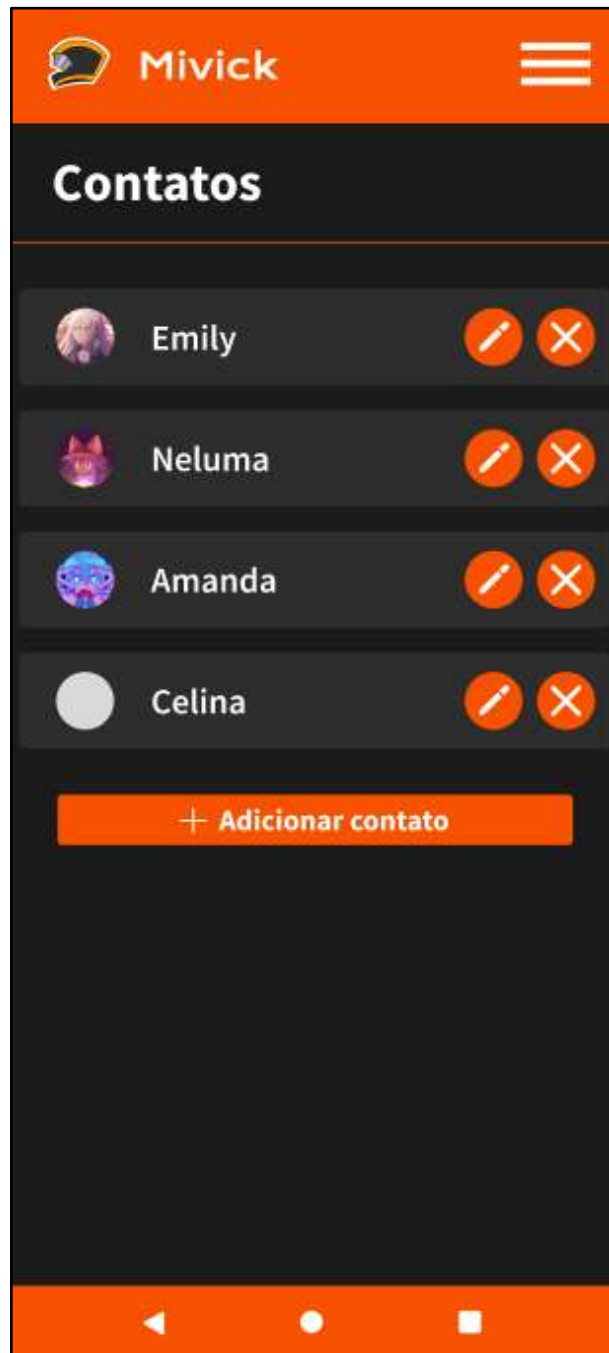 Mivick
Contatos
Emily
Neluma
Amanda
Celina
+ Adicionar contato